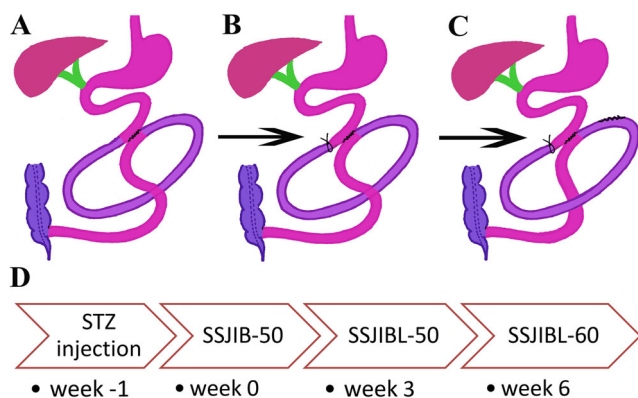 A B C
D
STZ injection SSJIB-50 SSJIBL-50 SSJIBL-60
• week -1 • week 0 • week 3 • week 6